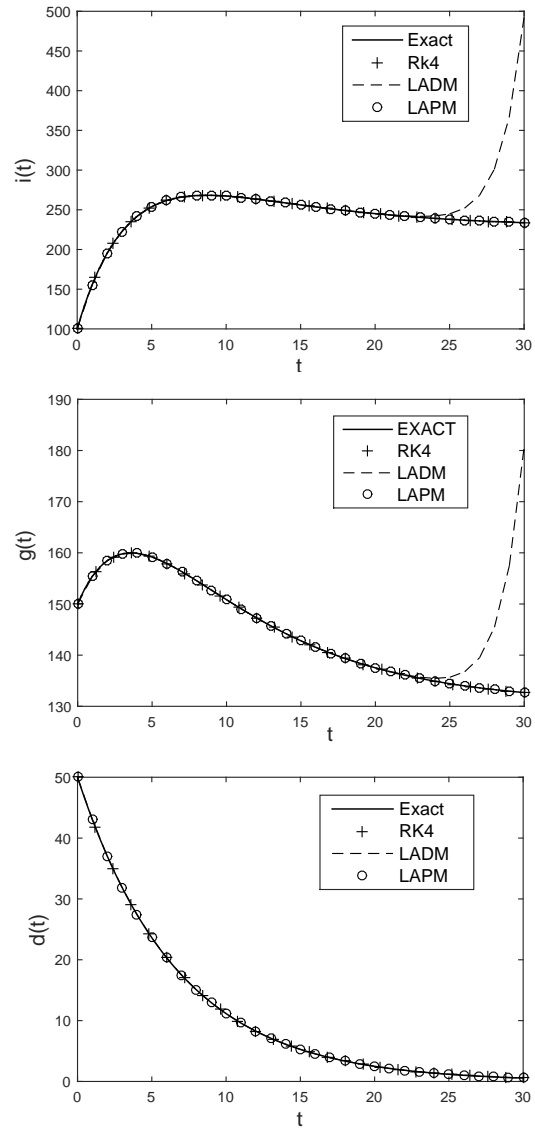 500
450
400
350
300
250
200
150
100
i(t)
Exact
Rk4
LADM
LAPM
0 5 10 15 20 25 30
t
190
180
170
160
150
140
130
g(t)
EXACT
RK4
LADM
LAPM
0 5 10 15 20 25 30
t
50
40
30
20
10
0
d(t)
Exact
RK4
LADM
LAPM
0 5 10 15 20 25 30
t